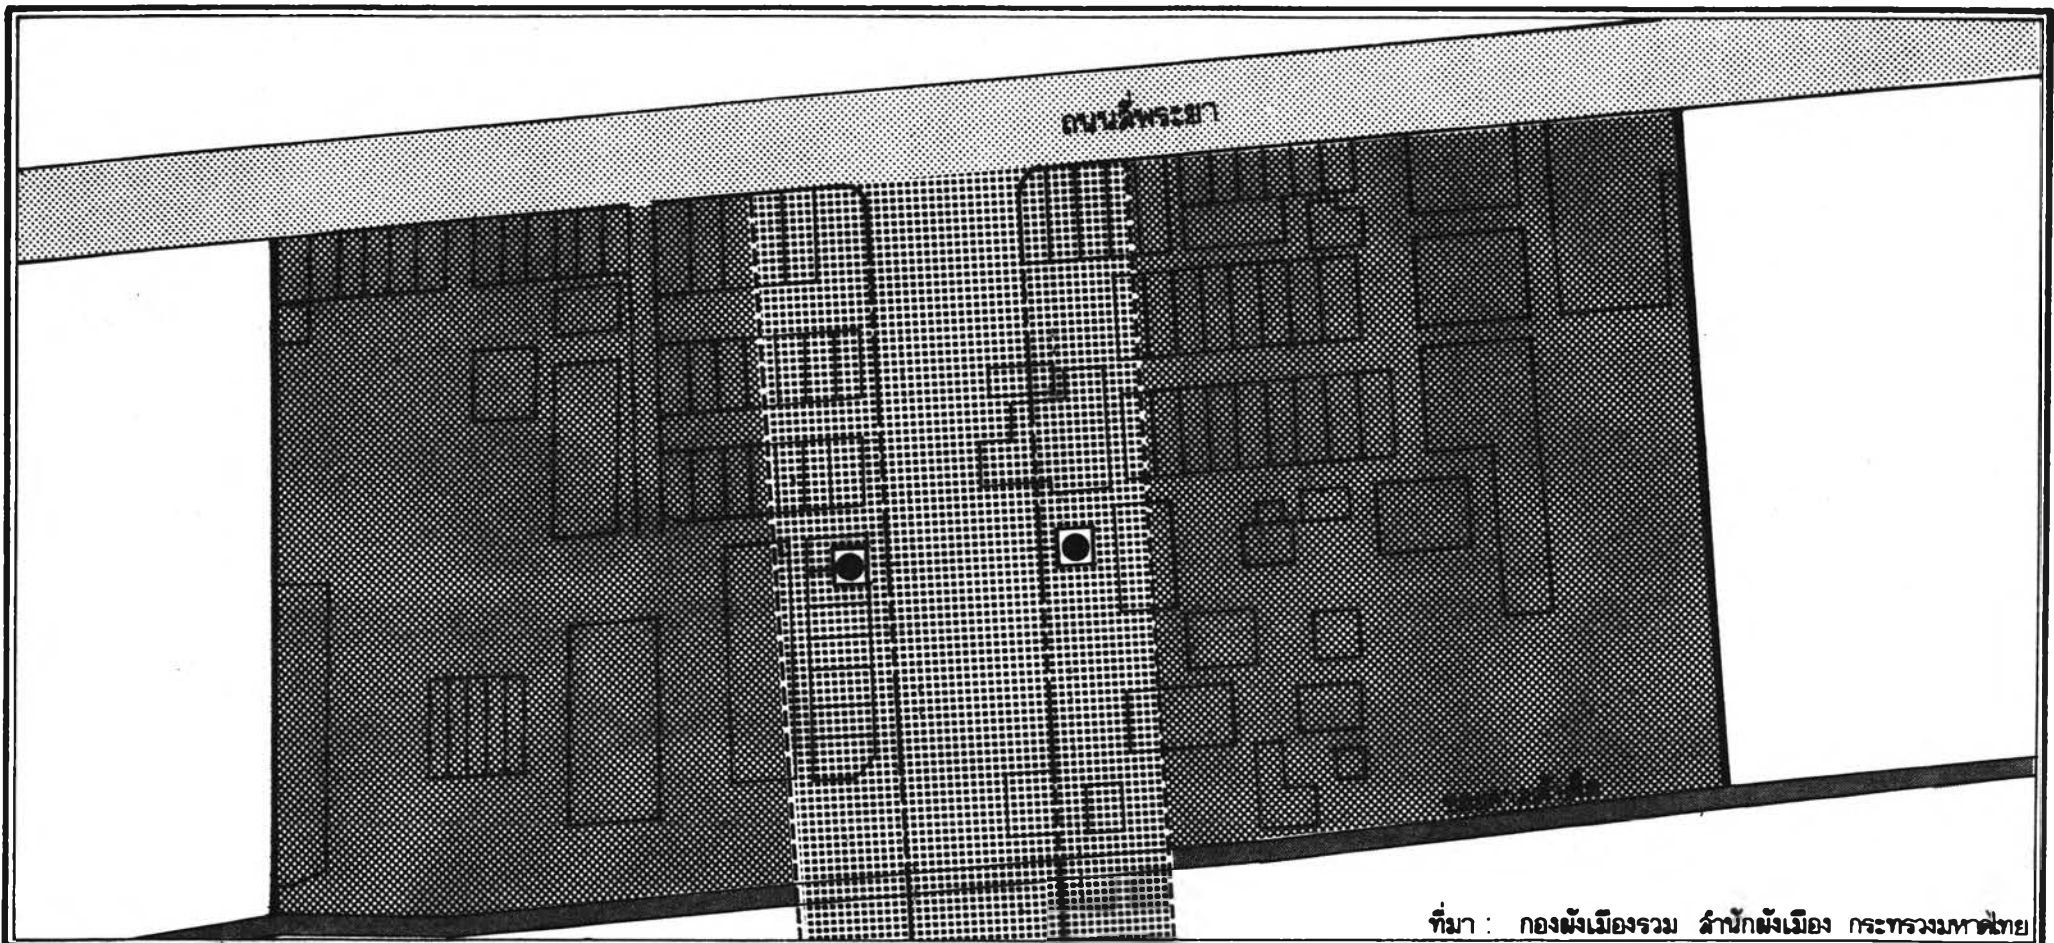 ถนนสี่พระยา
ที่มา : กองผังเมืองรวม สำนักผังเมือง กระทรวงมหาดไทย